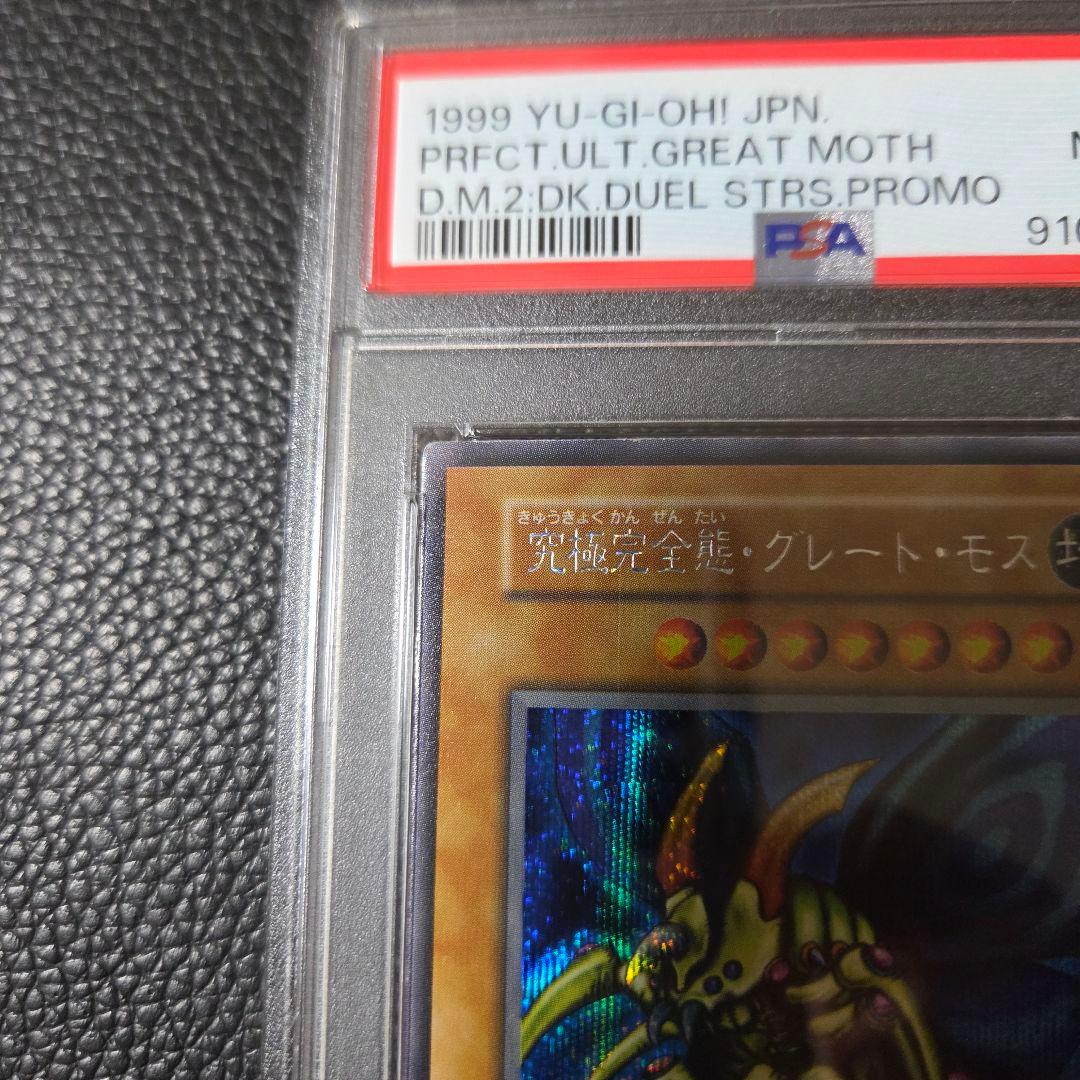 1999 YU-GI-OH! JPN.
PRFCT.ULT.GREAT MOTH
D.M.2:DK.DUEL STRS.PROMO
PSA
きゅうきょく かん ぜん たい
究極完全態・グレート・モス